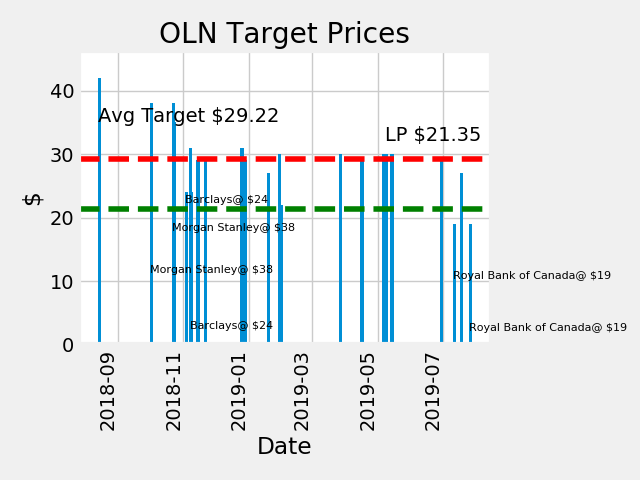 OLN Target Prices
Avg Target $29.22
LP $21.35
Barclays@ $24
Morgan Stanley@ $38
Morgan Stanley@ $38
Royal Bank of Canada@ $19
Barclays@ $24
Royal Bank of Canada@ $19
$
40
30
20
10
0
2018-09
2018-11
2019-01
2019-03
2019-05
2019-07
Date